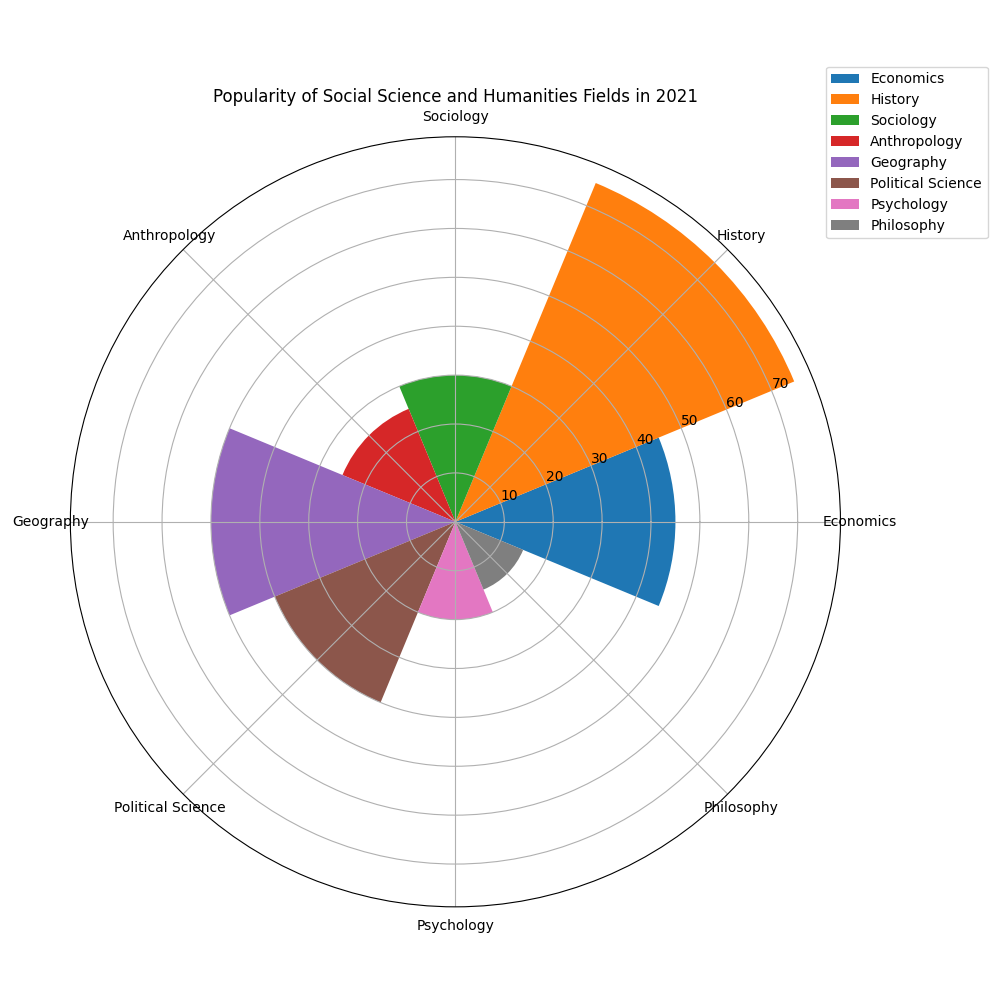 Popularity of Social Science and Humanities Fields in 2021
Economics
History
Sociology
Anthropology
Geography
Political Science
Psychology
Philosophy
Sociology
Anthropology
History
Geography
Economics
Political Science
Philosophy
Psychology
10
20
30
40
50
60
70